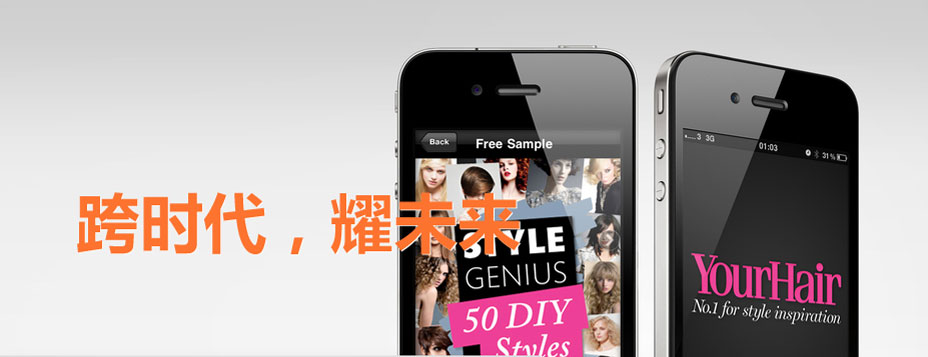 跨时代，耀未来
Back
Free Sample
STYLE
GENIUS
50 DIY
Styles
3 3G
01:03
31%
YourHair
No.1 for style inspiration